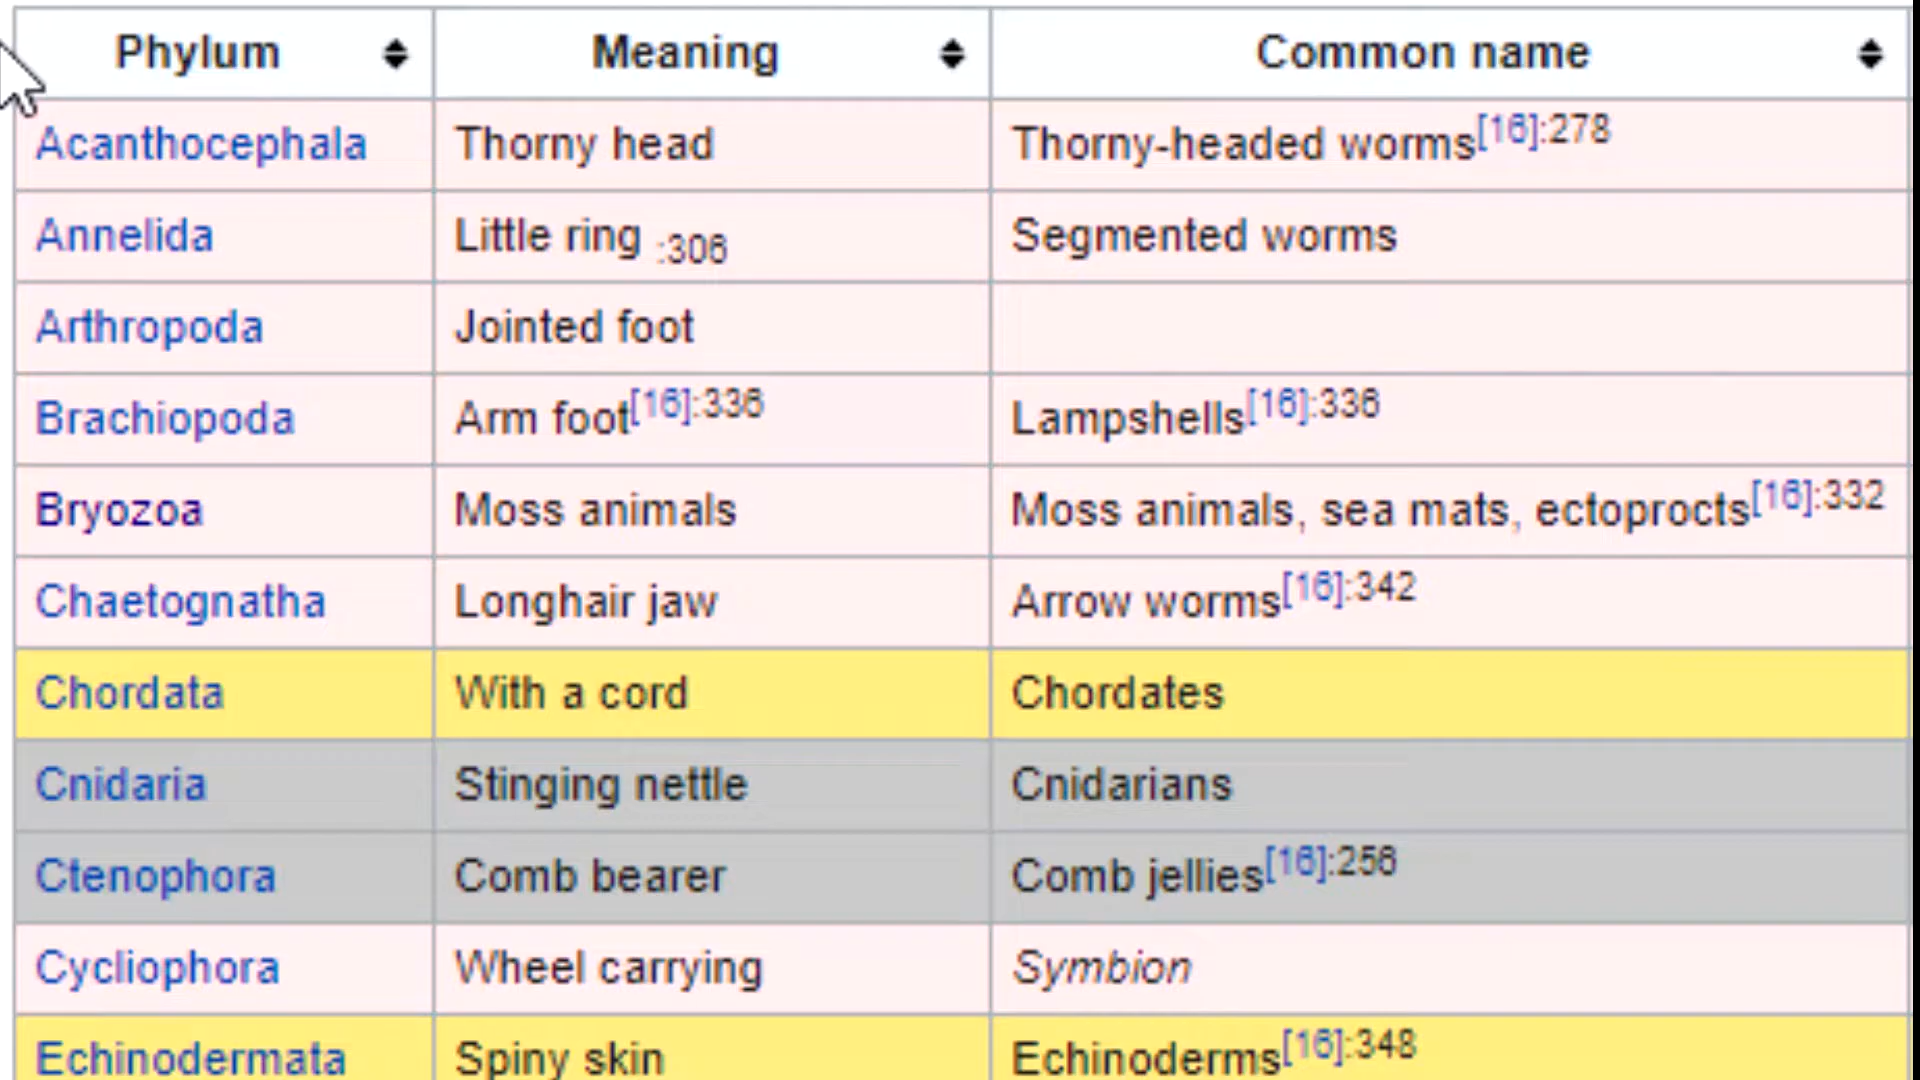 Phylum Meaning Common name
Acanthocephala Thorny head Thorny-headed worms[16]:278
Annelida Little ring :306 Segmented worms
Arthropoda Jointed foot
Brachiopoda Arm foot[16]:336 Lampshells[16]:336
Bryozoa Moss animals Moss animals, sea mats, ectoprocts[16]:332
Chaetognatha Longhair jaw Arrow worms[16]:342
Chordata With a cord Chordates
Cnidaria Stinging nettle Cnidarians
Ctenophora Comb bearer Comb jellies[16]:256
Cycliophora Wheel carrying Symbion
Echinodermata Spiny skin Echinoderms[16]:348